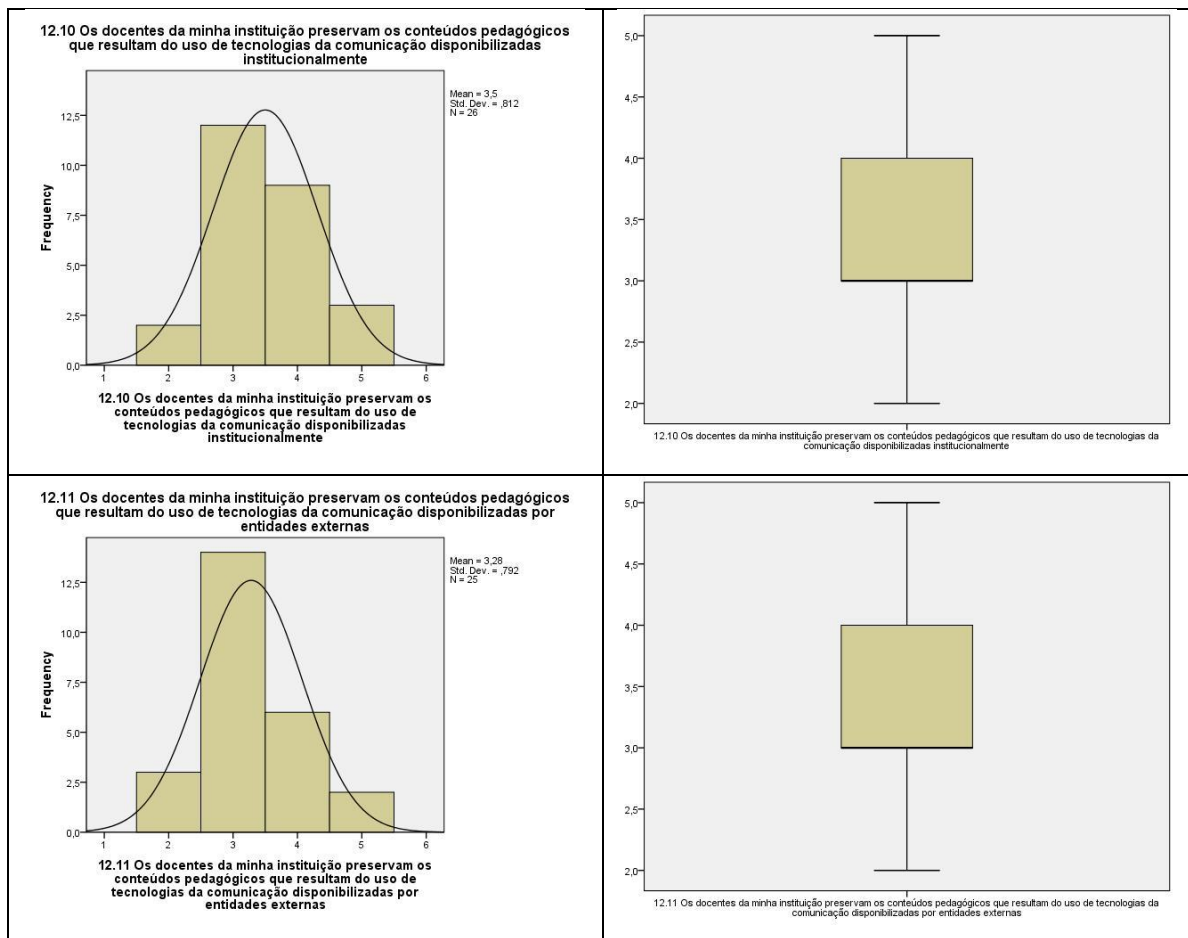 12.10 Os docentes da minha instituição preservam os conteúdos pedagógicos
que resultam do uso de tecnologias da comunicação disponibilizadas
institucionalmente
Mean = 3,5
Std. Dev. = ,812
N = 26
12,5
10,0
7,5
5,0
2,5
0,0
Frequency
1 2 3 4 5 6
12.10 Os docentes da minha instituição preservam os
conteúdos pedagógicos que resultam do uso de
tecnologias da comunicação disponibilizadas
institucionalmente
5,0
4,5
4,0
3,5
3,0
2,5
2,0
12.10 Os docentes da minha instituição preservam os conteúdos pedagógicos que resultam do uso de tecnologias da
comunicação disponibilizadas institucionalmente
12.11 Os docentes da minha instituição preservam os conteúdos pedagógicos
que resultam do uso de tecnologias da comunicação disponibilizadas por
entidades externas
Mean = 3,28
Std. Dev. = ,792
N = 25
12,5
10,0
7,5
5,0
2,5
0,0
Frequency
1 2 3 4 5 6
12.11 Os docentes da minha instituição preservam os
conteúdos pedagógicos que resultam do uso de
tecnologias da comunicação disponibilizadas por
entidades externas
5,0
4,5
4,0
3,5
3,0
2,5
2,0
12.11 Os docentes da minha instituição preservam os conteúdos pedagógicos que resultam do uso de tecnologias da
comunicação disponibilizadas por entidades externas